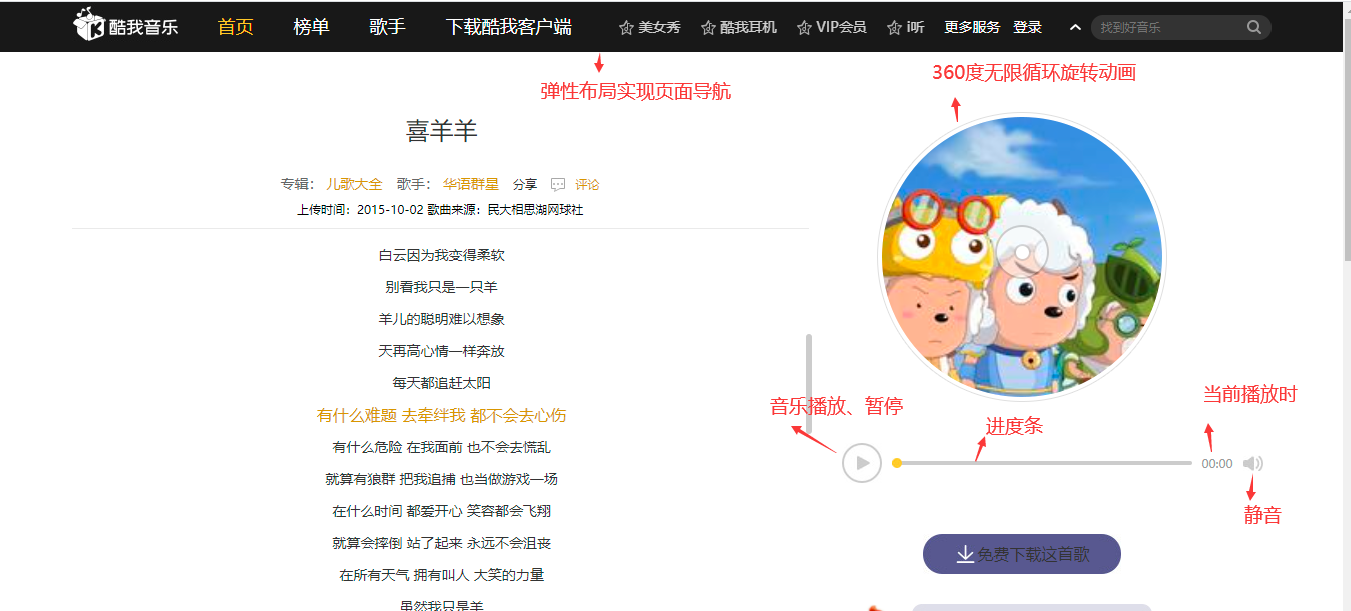 酷我音乐 首页 榜单 歌手 下载酷我客户端 美女秀 酷我耳机 VIP会员 i听 更多服务 登录 找到好音乐
弹性布局实现页面导航
360度无限循环旋转动画
喜羊羊
专辑： 儿歌大全 歌手： 华语群星 分享 评论
上传时间：2015-10-02 歌曲来源：民大相思湖网球社
白云因为我变得柔软
别看我只是一只羊
羊儿的聪明难以想象
天再高心情一样奔放
每天都追赶太阳
有什么难题 去牵绊我 都不会去心伤
有什么危险 在我面前 也不会去慌乱
就算有狼群 把我追捕 也当做游戏一场
在什么时间 都爱开心 笑容都会飞翔
就算会摔倒 站了起来 永远不会沮丧
在所有天气 拥有叫人 大笑的力量
虽然我只是羊
音乐播放、暂停
进度条
当前播放时
00:00
静音
免费下载这首歌